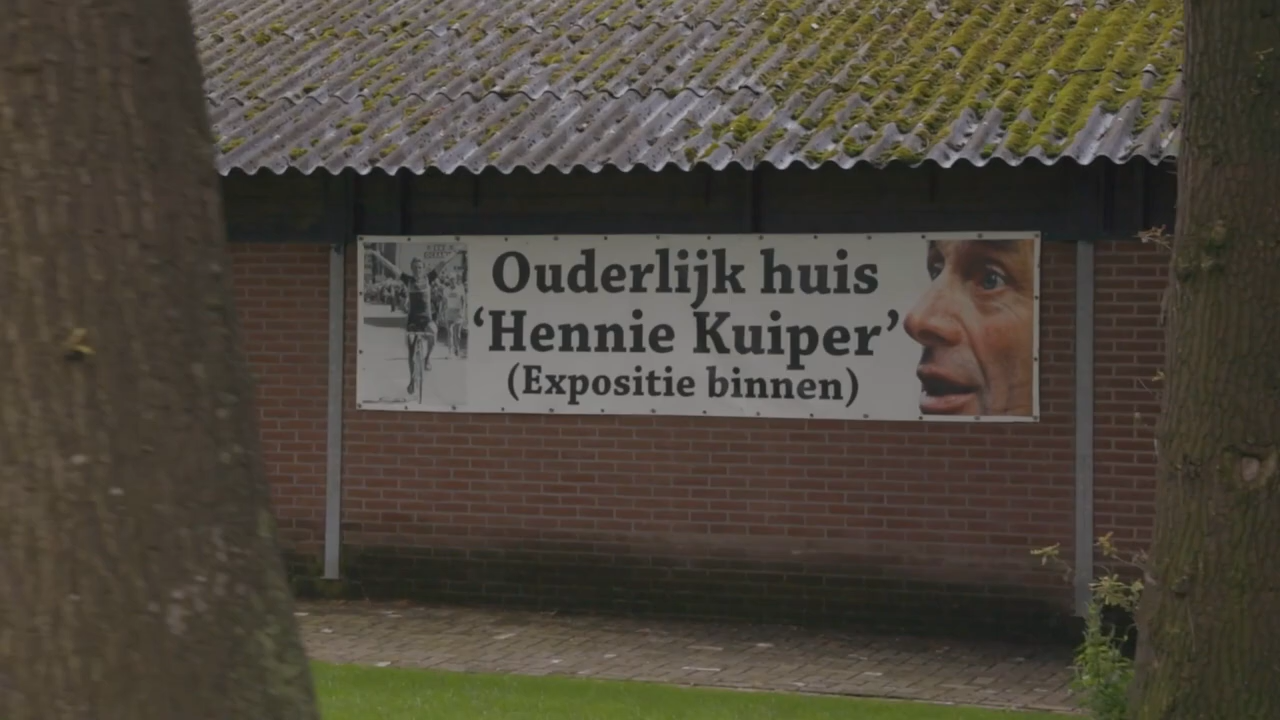 Ouderlijk huis
‘Hennie Kuiper’
(Expositie binnen)